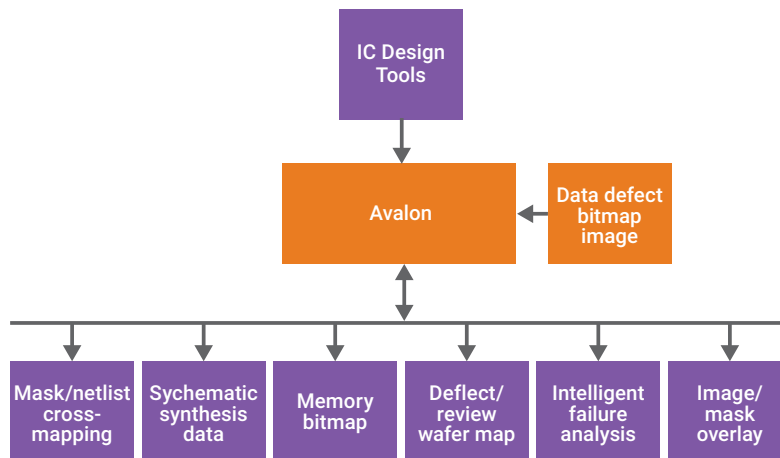 IC Design
Tools
Avalon
Data defect
bitmap
image
Mask/netlist
cross-
mapping
Sychematic
synthesis
data
Memory
bitmap
Deflect/
review
wafer map
Intelligent
failure
analysis
Image/
mask
overlay